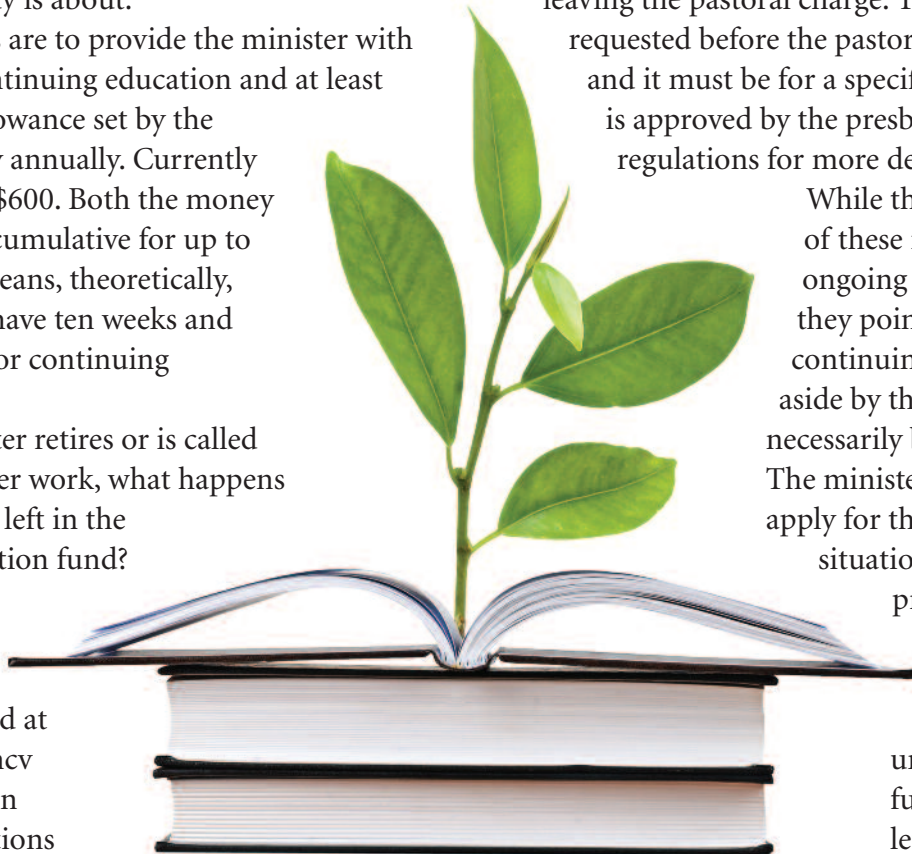 y is about.
are to provide the minister with
ntinuing education and at least
owance set by the
annually. Currently
$600. Both the money
cumulative for up to
eans, theoretically,
have ten weeks and
or continuing
ter retires or is called
er work, what happens
left in the
tion fund?
d at
ncy
n
tions
leaving the pastoral charge. T
requested before the pastor
and it must be for a specif
is approved by the presb
regulations for more de
While th
of these
ongoing
they poin
continuin
aside by th
necessarily b
The ministe
apply for th
situatio
pr
un
fu
le